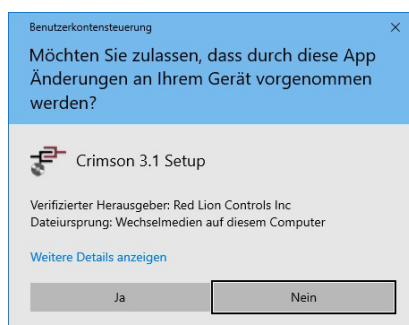 Benutzerkontensteuerung
Möchten Sie zulassen, dass durch diese App
Änderungen an Ihrem Gerät vorgenommen
werden?
Crimson 3.1 Setup
Verifizierter Herausgeber: Red Lion Controls Inc
Dateiursprung: Wechselmedien auf diesem Computer
Weitere Details anzeigen
Ja
Nein